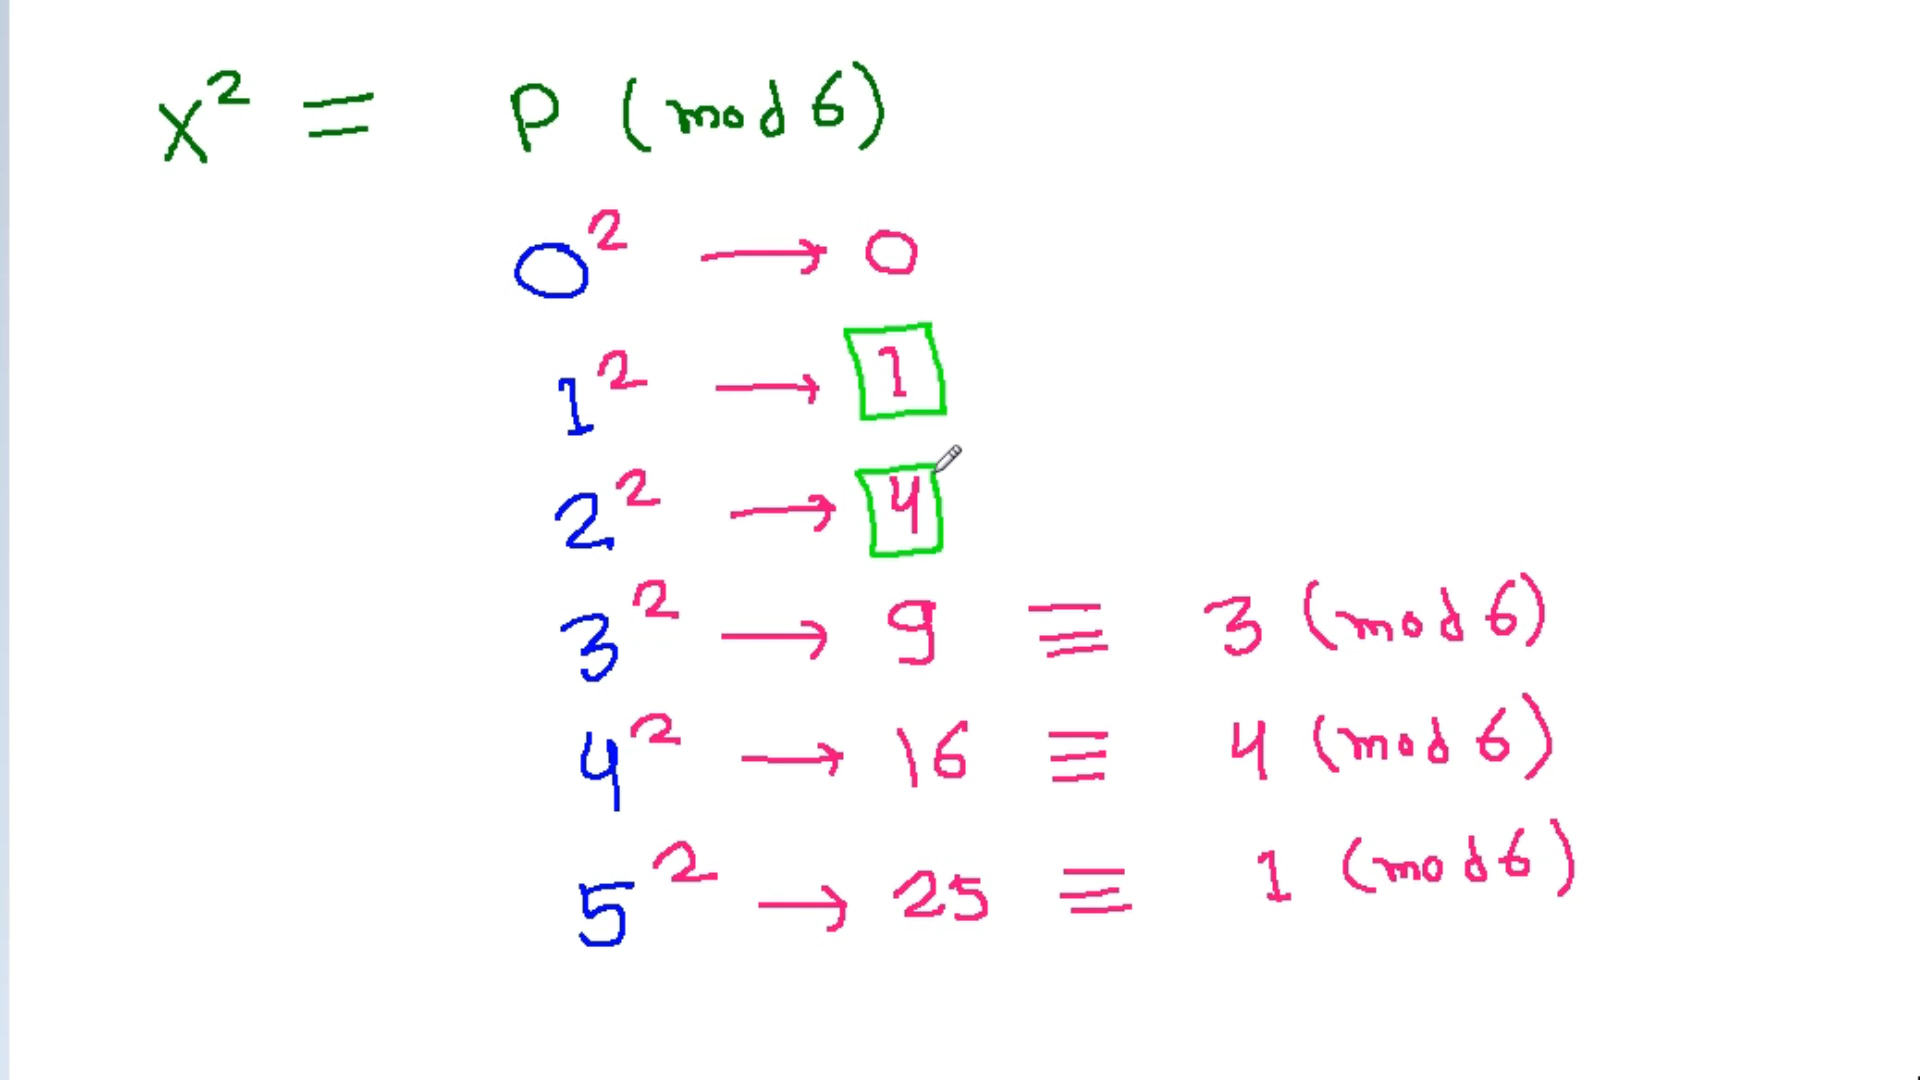 x² = P (mod 6)
0² → 0
1² → 1
2² → 4
3² → 9 ≡ 3 (mod 6)
4² → 16 ≡ 4 (mod 6)
5² → 25 ≡ 1 (mod 6)